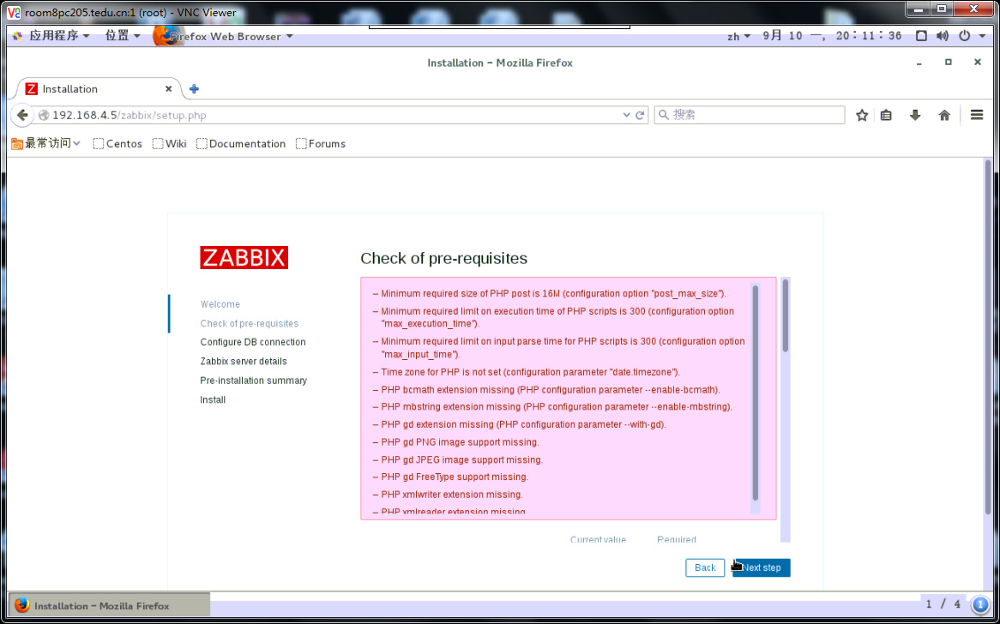 room8pc205.tedu.cn:1 (root) - VNC Viewer
应用程序 位置 Firefox Web Browser zh 9月 10 一, 20:11:36
Installation - Mozilla Firefox
Installation
192.168.4.5/zabbix/setup.php 搜索
最常访问 Centos Wiki Documentation Forums
ZABBIX
Welcome
Check of pre-requisites
Configure DB connection
Zabbix server details
Pre-installation summary
Install
Check of pre-requisites
– Minimum required size of PHP post is 16M (configuration option "post_max_size").
– Minimum required limit on execution time of PHP scripts is 300 (configuration option
"max_execution_time").
– Minimum required limit on input parse time for PHP scripts is 300 (configuration option
"max_input_time").
– Time zone for PHP is not set (configuration parameter "date.timezone").
– PHP bcmath extension missing (PHP configuration parameter --enable-bcmath).
– PHP mbstring extension missing (PHP configuration parameter --enable-mbstring).
– PHP gd extension missing (PHP configuration parameter --with-gd).
– PHP gd PNG image support missing.
– PHP gd JPEG image support missing.
– PHP gd FreeType support missing.
– PHP xmlwriter extension missing.
– PHP xmlreader extension missing
Current value Required
Back Next step
Installation - Mozilla Firefox 1 / 4 1